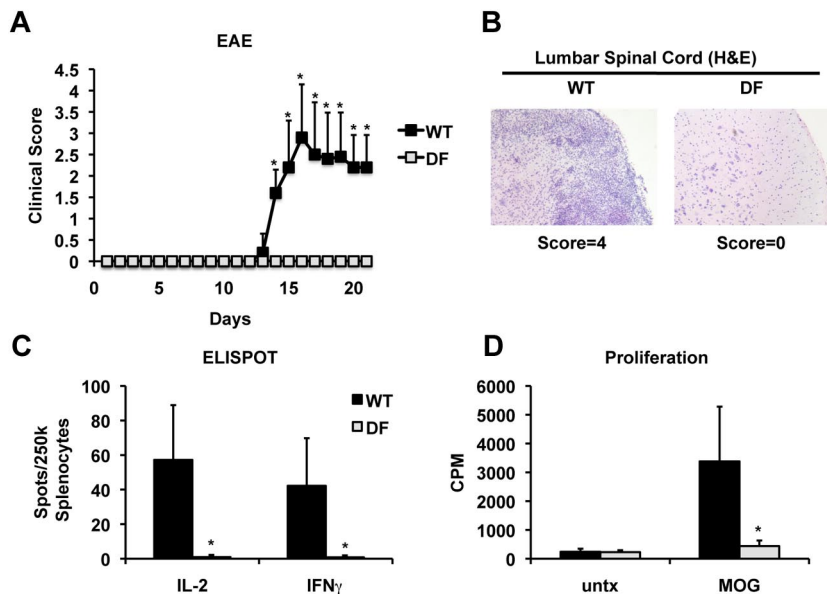 A
EAE
Clinical Score
4.5
4
3.5
3
2.5
2
1.5
1
0.5
0
* * * * * * * *
WT
DF
0 5 10 15 20
Days
B
Lumbar Spinal Cord (H&E)
WT DF
Score=4 Score=0
C
ELISPOT
Spots/250k
Splenocytes
100
80
60
40
20
0
WT
DF
* *
IL-2 IFNγ
D
Proliferation
CPM
6000
5000
4000
3000
2000
1000
0
*
untx MOG